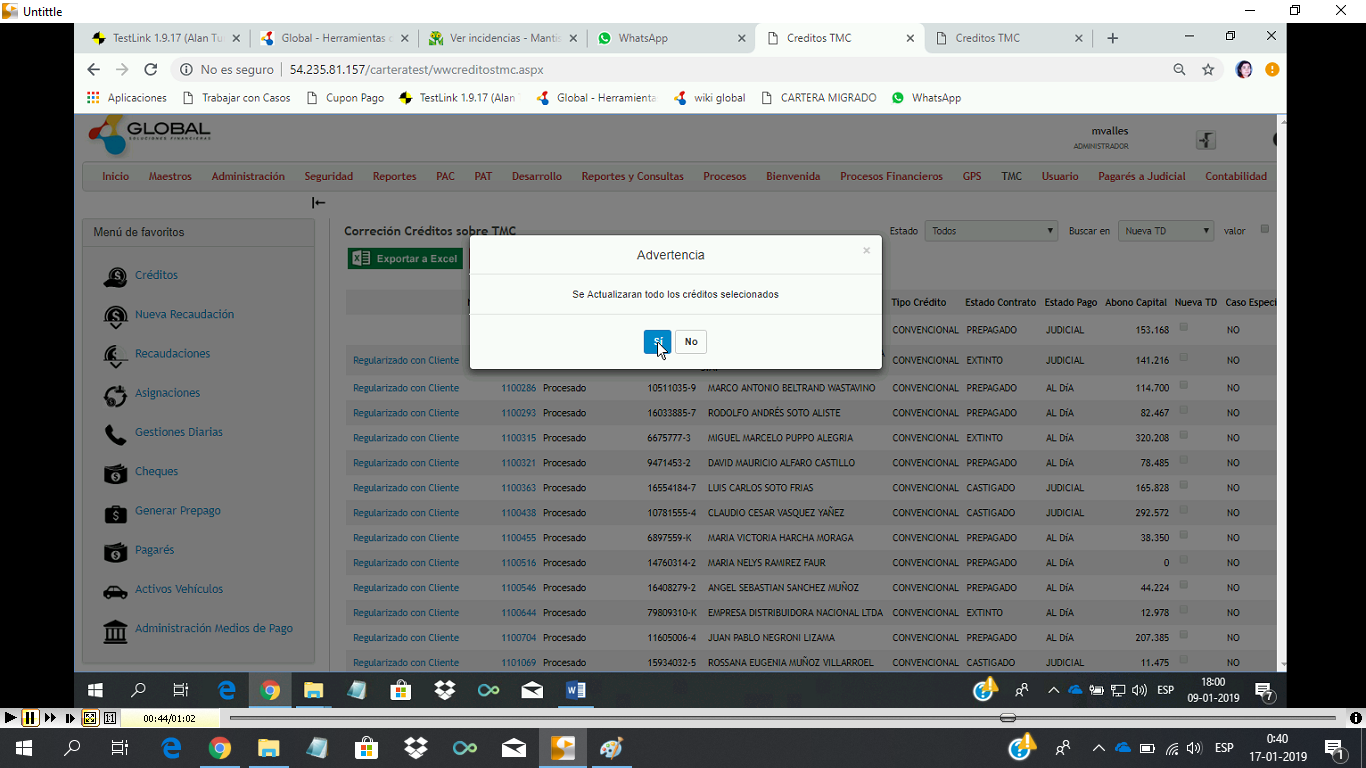 Untittle
TestLink 1.9.17 (Alan Tu
Global - Herramientas d
Ver incidencias - Mantis
WhatsApp
Creditos TMC
Creditos TMC
No es seguro | 54.235.81.157/carteratest/wwcreditostmc.aspx
Aplicaciones Trabajar con Casos Cupon Pago TestLink 1.9.17 (Alan Global - Herramienta wiki global CARTERA MIGRADO WhatsApp
GLOBAL
SOLUCIONES FINANCIERAS
mvalles
ADMINISTRADOR
Inicio Maestros Administración Seguridad Reportes PAC PAT Desarrollo Reportes y Consultas Procesos Bienvenida Procesos Financieros GPS TMC Usuario Pagarés a Judicial Contabilidad
Menú de favoritos
Créditos
Nueva Recaudación
Recaudaciones
Asignaciones
Gestiones Diarias
Cheques
Generar Prepago
Pagarés
Activos Vehículos
Administración Medios de Pago
Correción Créditos sobre TMC
Estado Todos Buscar en Nueva TD valor
Exportar a Excel
Advertencia ×
Se Actualizaran todo los créditos selecionados
Sí No
Tipo Crédito Estado Contrato Estado Pago Abono Capital Nueva TD Caso Especi
CONVENCIONAL PREPAGADO JUDICIAL 153.168 NO
Regularizado con Cliente CONVENCIONAL EXTINTO JUDICIAL 141.216 NO
Regularizado con Cliente 1100286 Procesado 10511035-9 MARCO ANTONIO BELTRAND WASTAVINO CONVENCIONAL PREPAGADO AL DÍA 114.700 NO
Regularizado con Cliente 1100293 Procesado 16033885-7 RODOLFO ANDRÉS SOTO ALISTE CONVENCIONAL PREPAGADO AL DÍA 82.467 NO
Regularizado con Cliente 1100315 Procesado 6675777-3 MIGUEL MARCELO PUPPO ALEGRIA CONVENCIONAL EXTINTO AL DÍA 320.208 NO
Regularizado con Cliente 1100321 Procesado 9471453-2 DAVID MAURICIO ALFARO CASTILLO CONVENCIONAL PREPAGADO AL DÍA 78.485 NO
Regularizado con Cliente 1100363 Procesado 16554184-7 LUIS CARLOS SOTO FRIAS CONVENCIONAL CASTIGADO JUDICIAL 165.828 NO
Regularizado con Cliente 1100438 Procesado 10781555-4 CLAUDIO CESAR VASQUEZ YAÑEZ CONVENCIONAL CASTIGADO JUDICIAL 292.572 NO
Regularizado con Cliente 1100455 Procesado 6897559-K MARIA VICTORIA HARCHA MORAGA CONVENCIONAL PREPAGADO AL DÍA 38.350 NO
Regularizado con Cliente 1100516 Procesado 14760314-2 MARIA NELYS RAMIREZ FAUR CONVENCIONAL PREPAGADO AL DÍA 0 NO
Regularizado con Cliente 1100546 Procesado 16408279-2 ANGEL SEBASTIAN SANCHEZ MUÑOZ CONVENCIONAL PREPAGADO AL DÍA 44.224 NO
Regularizado con Cliente 1100644 Procesado 79809310-K EMPRESA DISTRIBUIDORA NACIONAL LTDA CONVENCIONAL EXTINTO AL DÍA 12.978 NO
Regularizado con Cliente 1100704 Procesado 11605006-4 JUAN PABLO NEGRONI LIZAMA CONVENCIONAL PREPAGADO AL DÍA 207.385 NO
Regularizado con Cliente 1101069 Procesado 15934032-5 ROSSANA EUGENIA MUÑOZ VILLARROEL CONVENCIONAL CASTIGADO JUDICIAL 11.475 NO
ESP 18:00
09-01-2019
7
00:44/01:02
ESP 0:40
17-01-2019
1